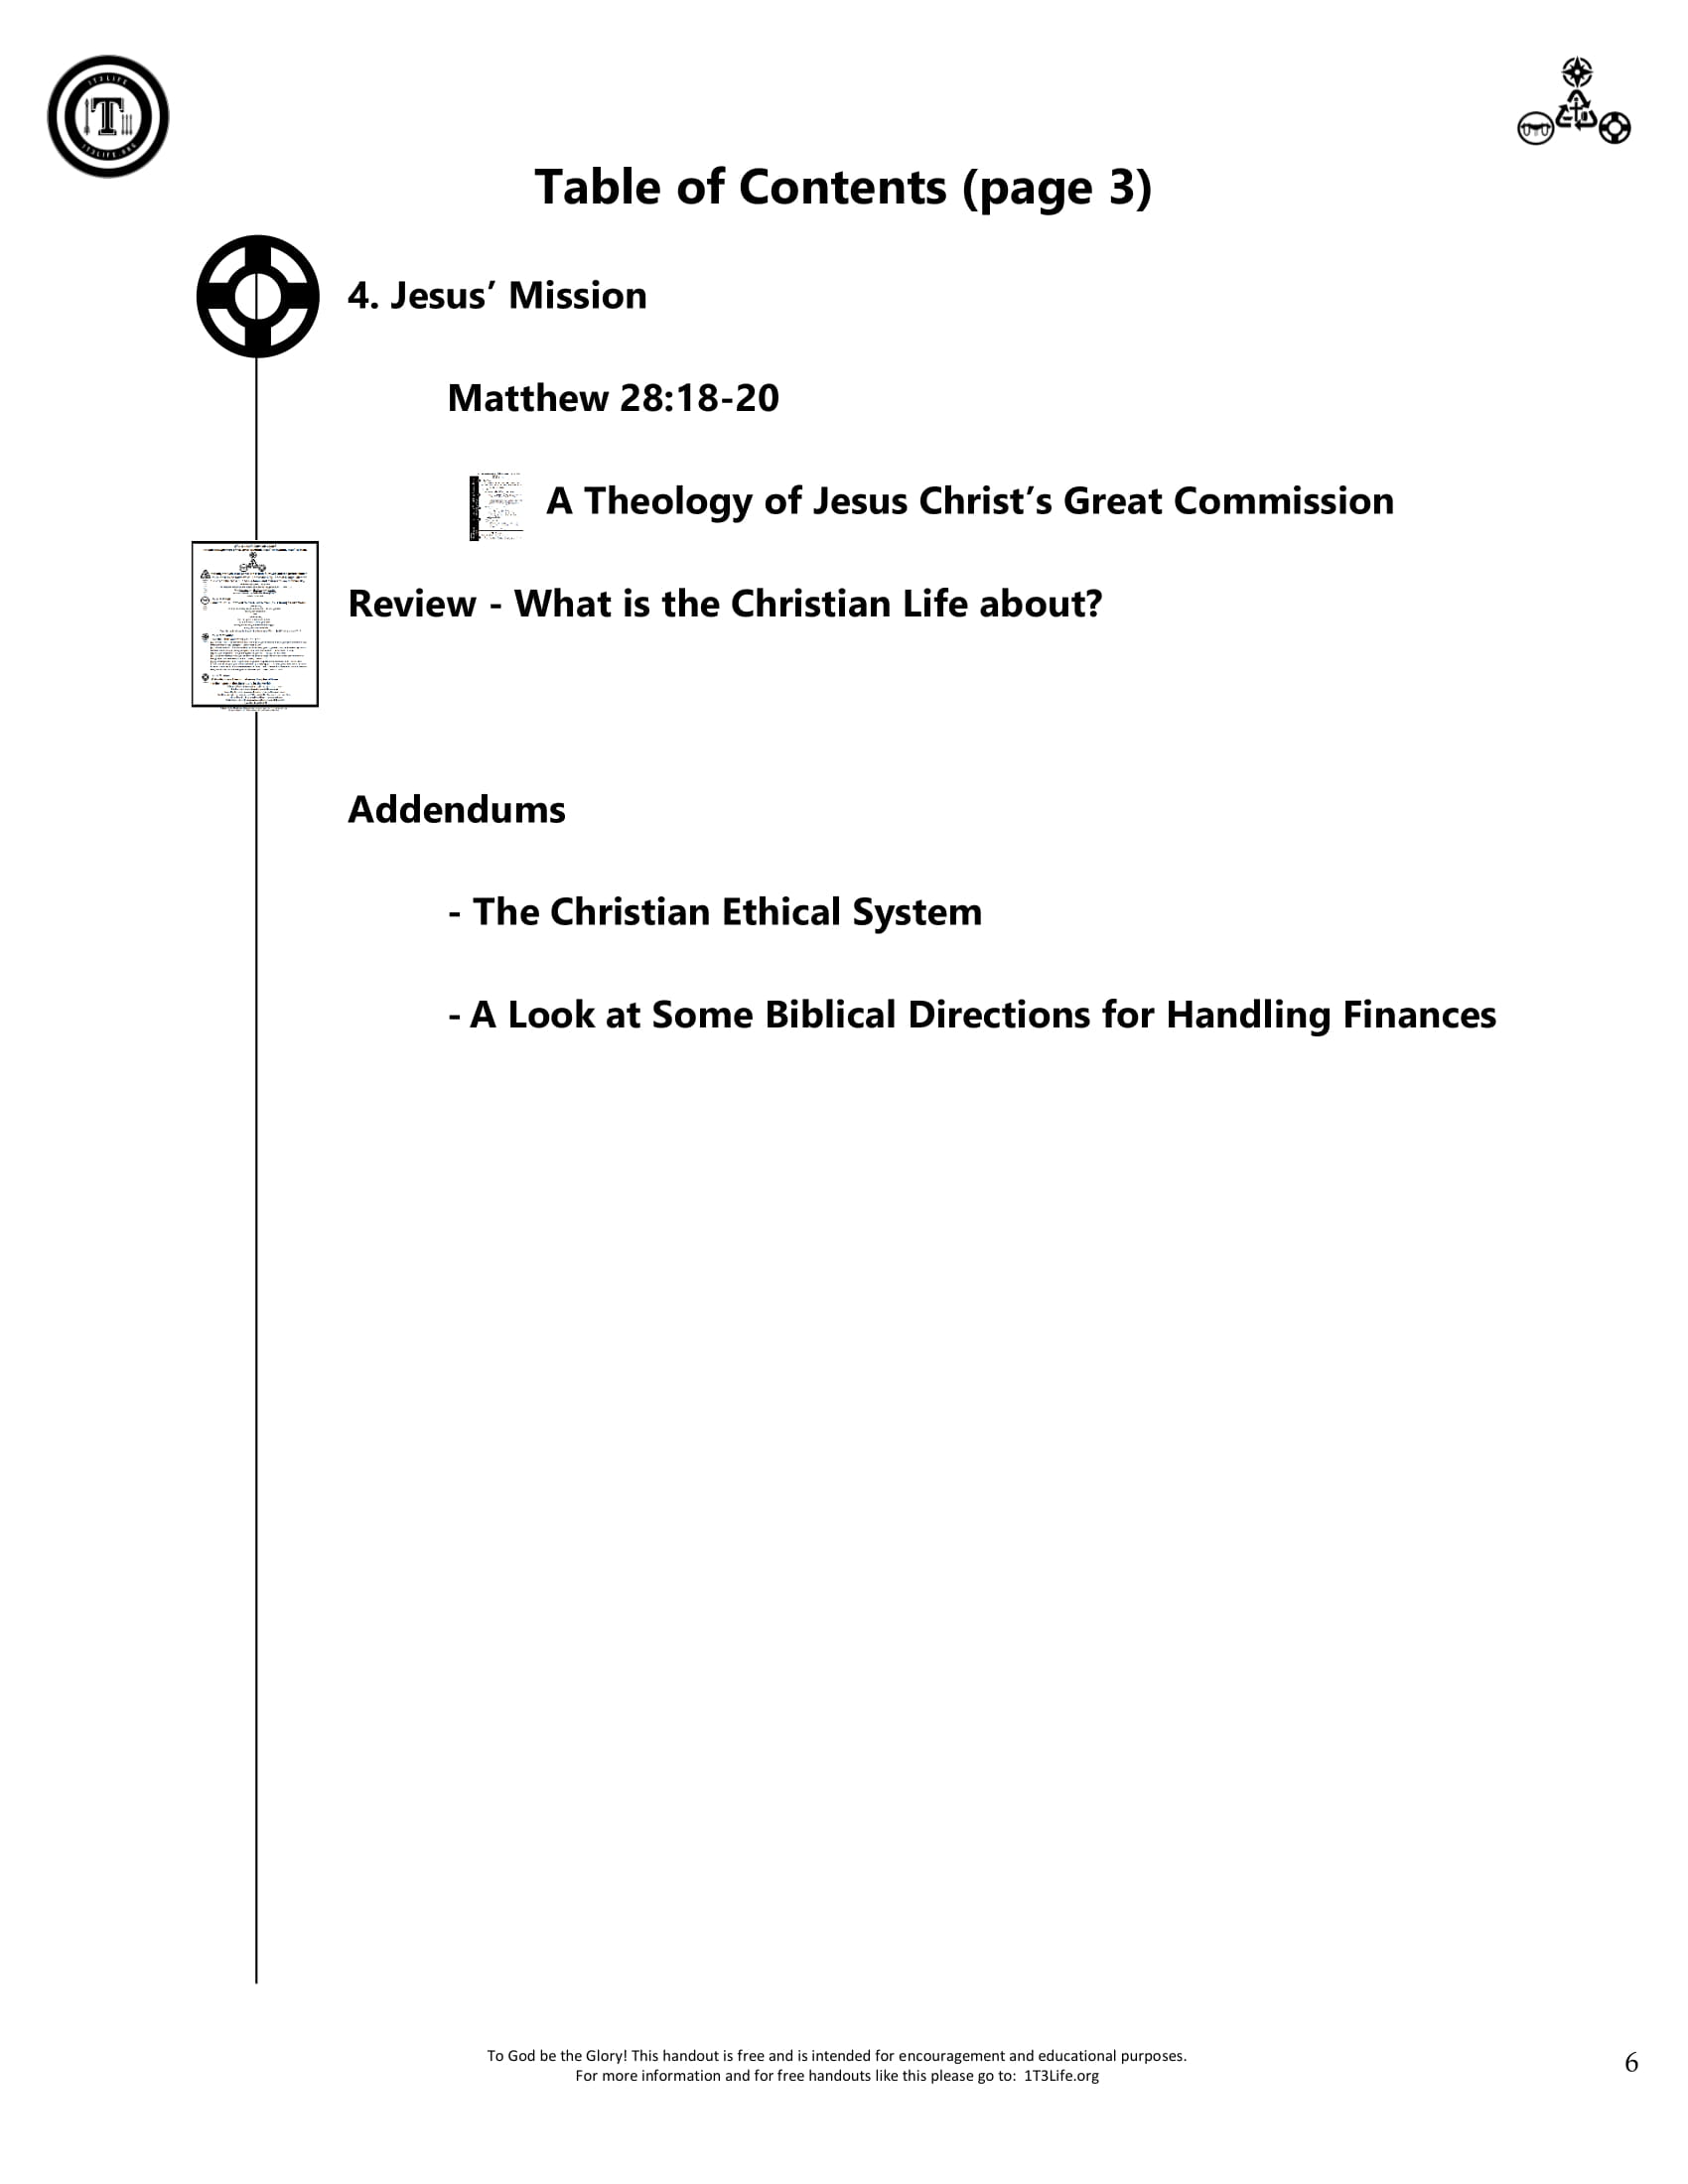 1T3LIFE
T
1T3LIFE.ORG
Table of Contents (page 3)
4. Jesus’ Mission
Matthew 28:18-20
A Theology of Jesus Christ’s Great Commission
Review - What is the Christian Life about?
Addendums
- The Christian Ethical System
- A Look at Some Biblical Directions for Handling Finances
To God be the Glory! This handout is free and is intended for encouragement and educational purposes.
For more information and for free handouts like this please go to:  1T3Life.org
6